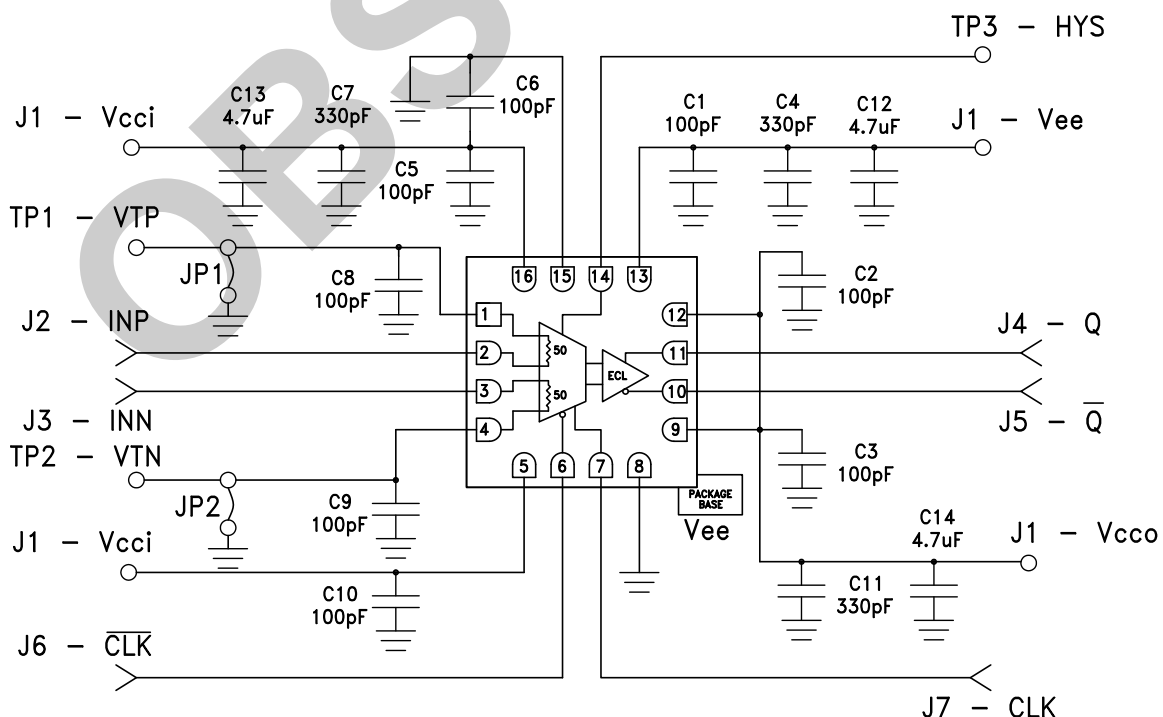 TP3 - HYS
C6
100pF
C13
4.7uF
C7
330pF
C1
100pF
C4
330pF
C12
4.7uF
J1 - Vcci
J1 - Vee
C5
100pF
TP1 - VTP
JP1
C8
100pF
16
15
14
13
C2
100pF
J2 - INP
1
12
J4 - Q
2
50
11
ECL
3
50
10
J3 - INN
J5 - Q̅
4
9
TP2 - VTN
5
6
7
8
C3
100pF
JP2
C9
100pF
PACKAGE
BASE
Vee
C14
4.7uF
J1 - Vcci
J1 - Vcco
C10
100pF
C11
330pF
J6 - C̅L̅K̅
J7 - CLK
OBS